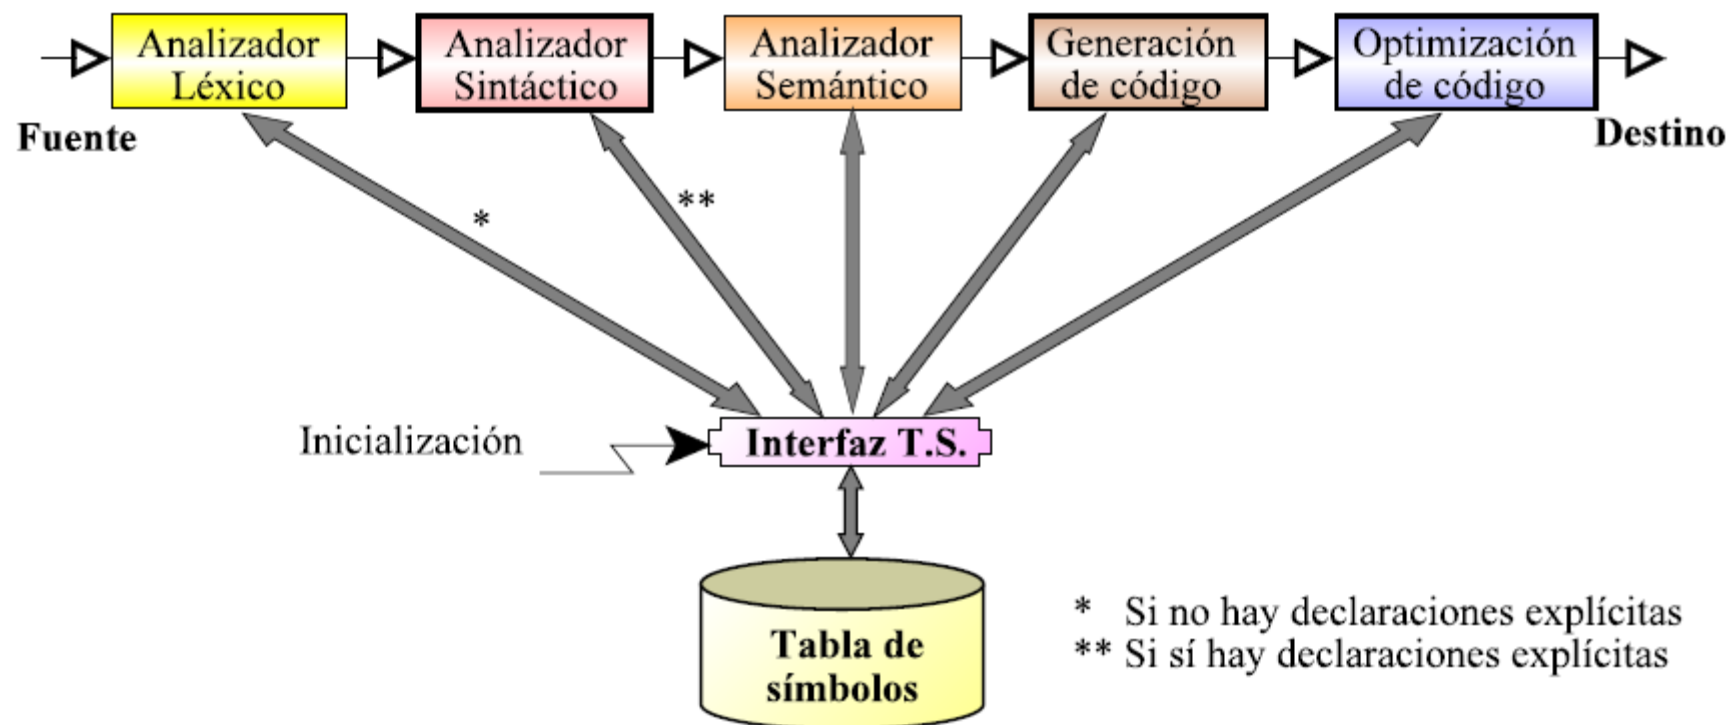 Analizador
Léxico
Analizador
Sintáctico
Analizador
Semántico
Generación
de código
Optimización
de código
Fuente
Destino
*
**
Inicialización
Interfaz T.S.
Tabla de
símbolos
* Si no hay declaraciones explícitas
** Si sí hay declaraciones explícitas